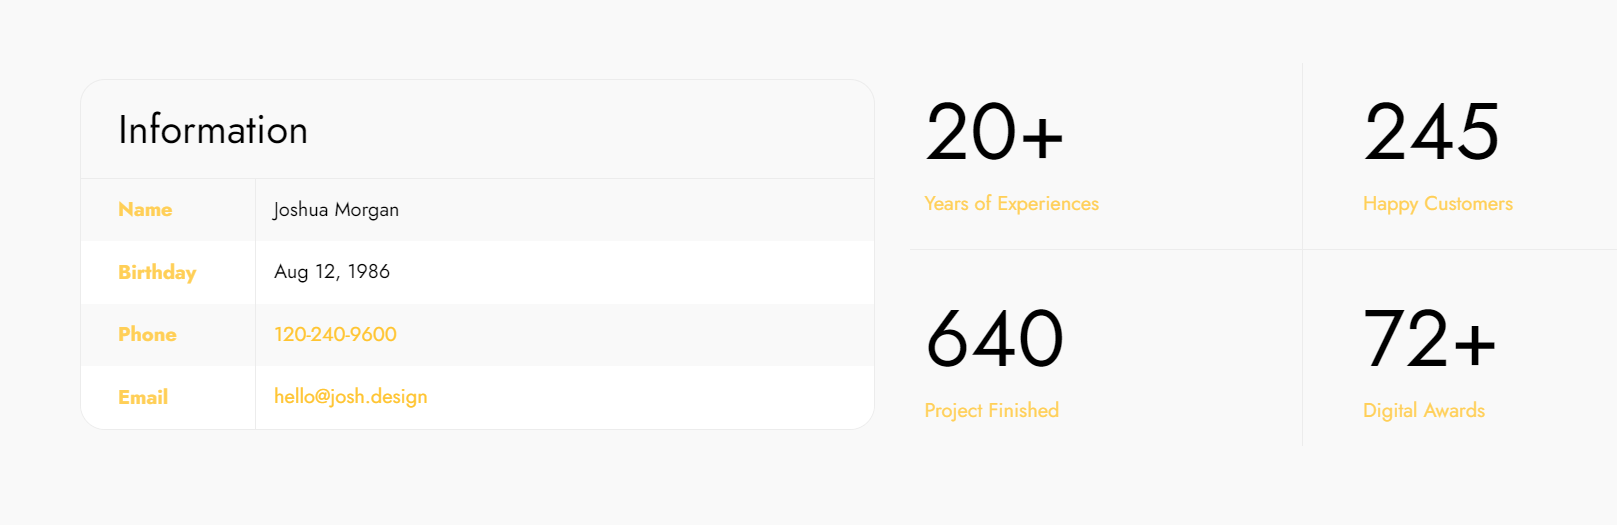 Information
Name Joshua Morgan
Birthday Aug 12, 1986
Phone 120-240-9600
Email hello@josh.design
20+
Years of Experiences
245
Happy Customers
640
Project Finished
72+
Digital Awards